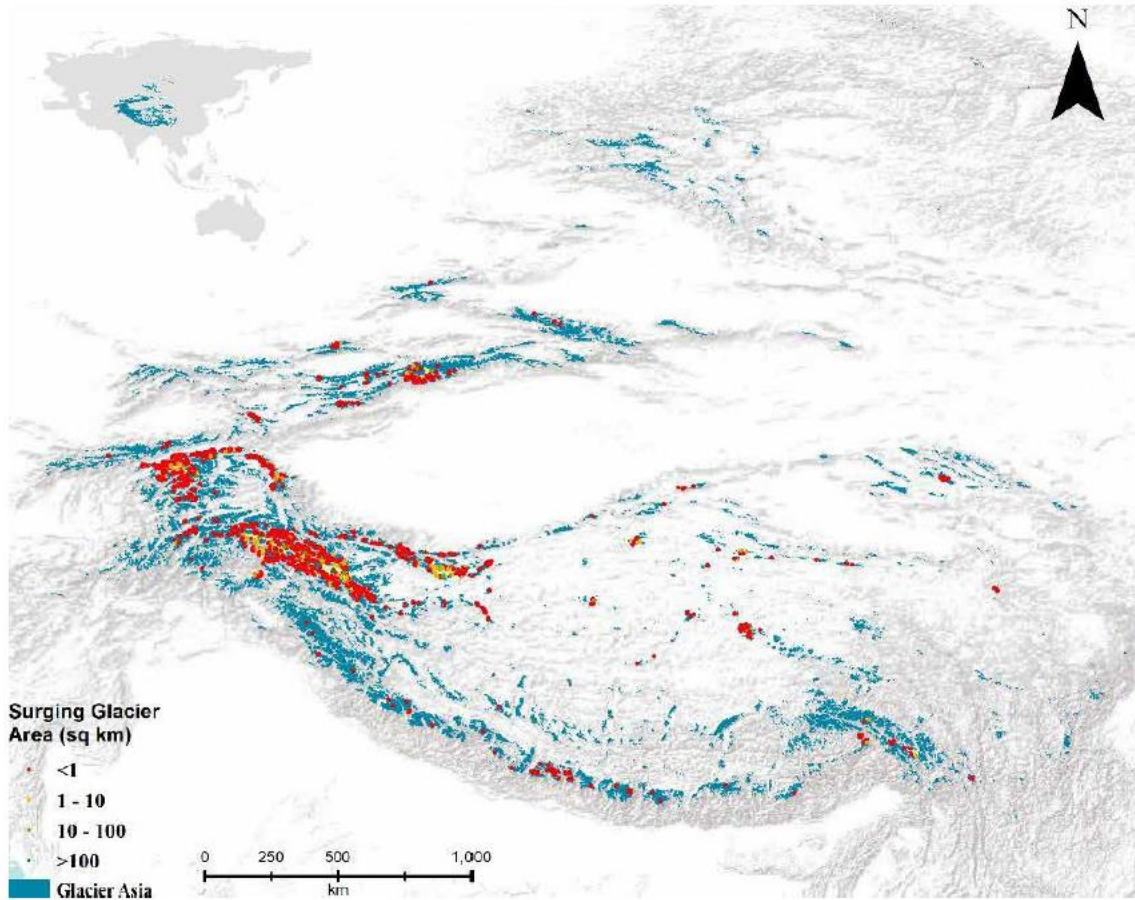 N
Surging Glacier
Area (sq km)
<1
1 - 10
10 - 100
>100
Glacier Asia
0 250 500 1,000
km